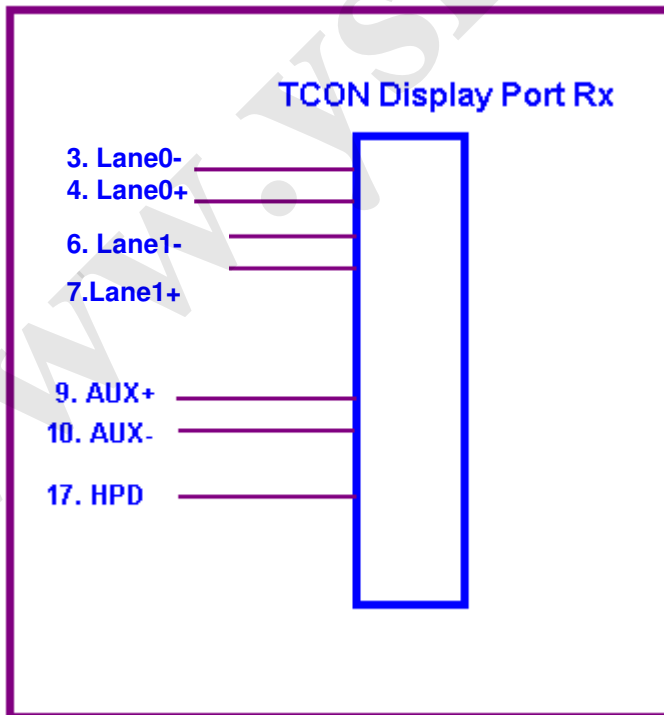 TCON Display Port Rx
3. Lane0-
4. Lane0+
6. Lane1-
7.Lane1+
9. AUX+
10. AUX-
17. HPD